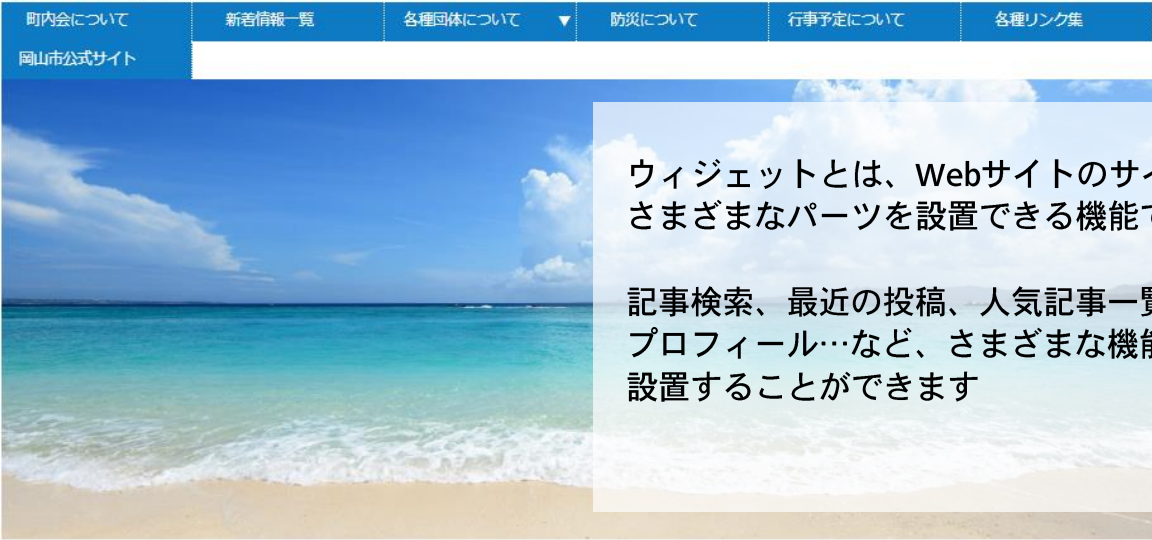 町内会について
新着情報一覧
各種団体について ▼
防災について
行事予定について
各種リンク集
岡山市公式サイト
ウィジェットとは、Webサイトのサイ
さまざまなパーツを設置できる機能で
記事検索、最近の投稿、人気記事一覧
プロフィール…など、さまざまな機能
設置することができます